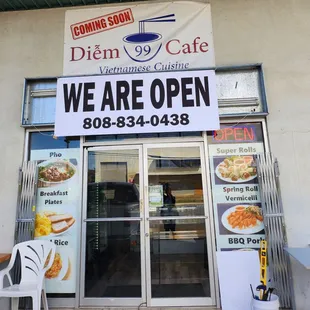 COMING SOON
Diễm 99 Cafe
Vietnamese Cuisine
WE ARE OPEN
808-834-0438
OPEN
Pho
Breakfast
Plates
Rice
Super Rolls
Spring Rolls
Vermicelli
BBQ Pork